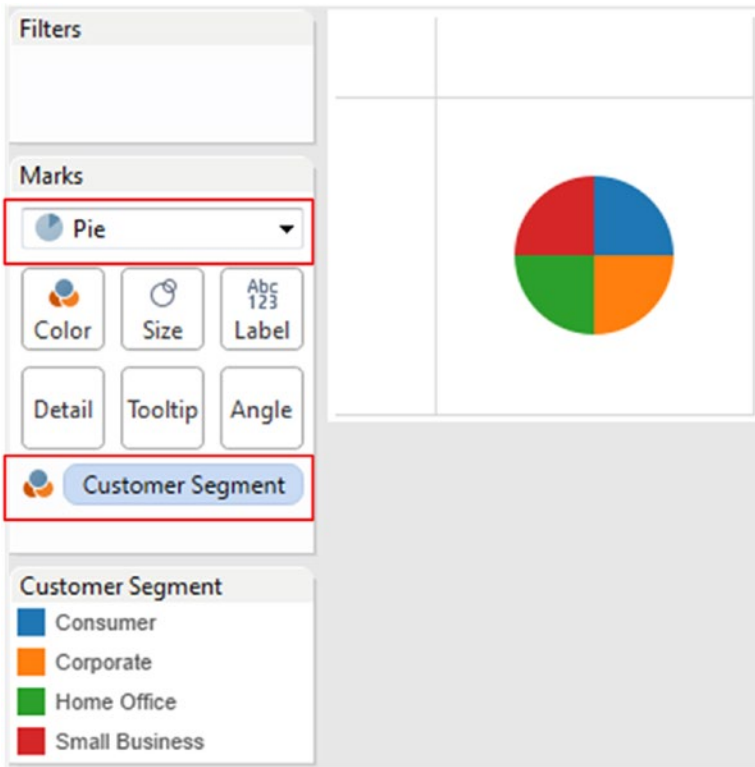 Filters
Marks
Pie
Color Size Abc 123 Label
Detail Tooltip Angle
Customer Segment
Customer Segment
Consumer
Corporate
Home Office
Small Business